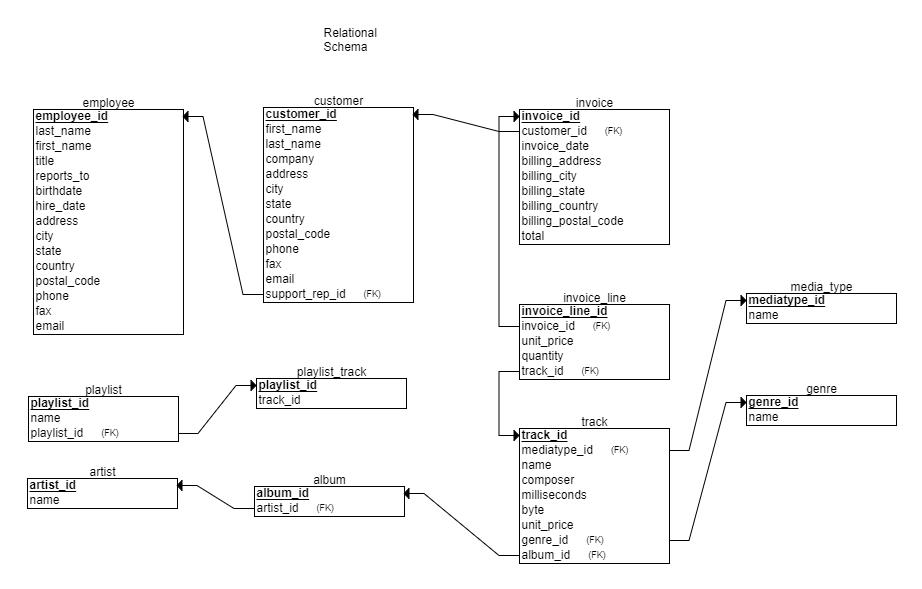 Relational
Schema
employee
employee_id
last_name
first_name
title
reports_to
birthdate
hire_date
address
city
state
country
postal_code
phone
fax
email
customer
customer_id
first_name
last_name
company
address
city
state
country
postal_code
phone
fax
email
support_rep_id (FK)
invoice
invoice_id
customer_id (FK)
invoice_date
billing_address
billing_city
billing_state
billing_country
billing_postal_code
total
invoice_line
invoice_line_id
invoice_id (FK)
unit_price
quantity
track_id (FK)
media_type
mediatype_id
name
playlist
playlist_id
name
playlist_id (FK)
playlist_track
playlist_id
track_id
genre
genre_id
name
track
track_id
mediatype_id (FK)
name
composer
milliseconds
byte
unit_price
genre_id (FK)
album_id (FK)
artist
artist_id
name
album
album_id
artist_id (FK)